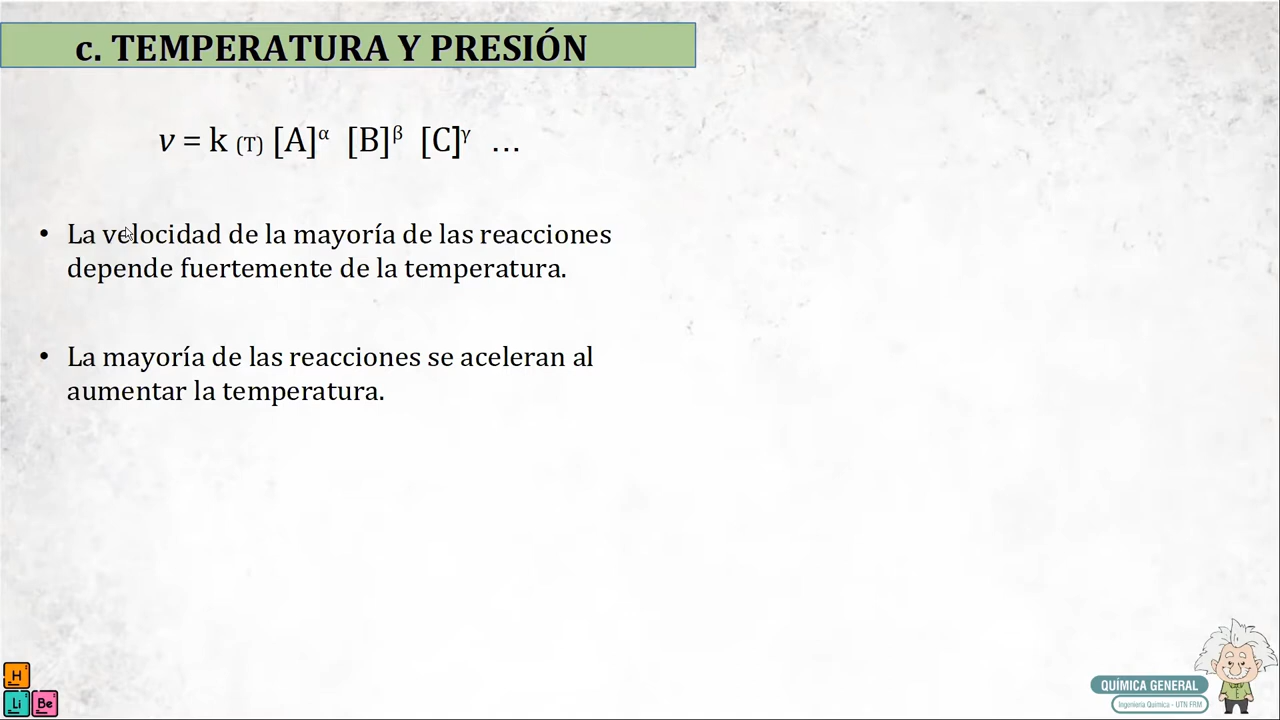 c. TEMPERATURA Y PRESIÓN
v = k (T) [A]α [B]β [C]γ ...
• La velocidad de la mayoría de las reacciones
depende fuertemente de la temperatura.
• La mayoría de las reacciones se aceleran al
aumentar la temperatura.
H
Li Be
QUÍMICA GENERAL
Ingeniería Química - UTN FRM